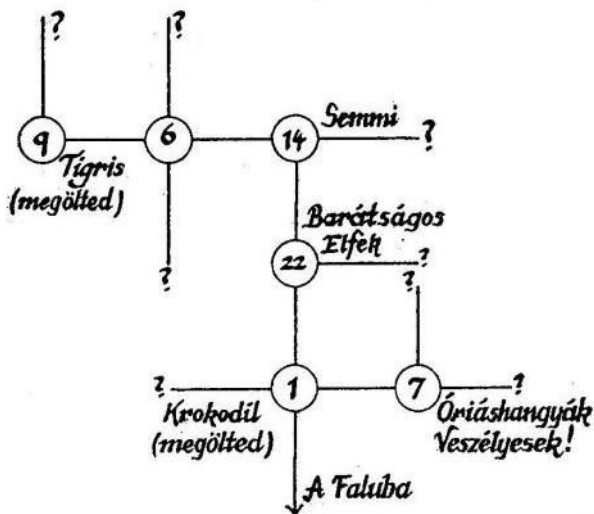 ?
?
9
6
14
Semmi
?
Tigris
(megölted)
Barátságos
Elfek
22
?
?
?
?
1
7
?
Krokodil
(megölted)
Óriáshangyák
Veszélyesek!
A Faluba